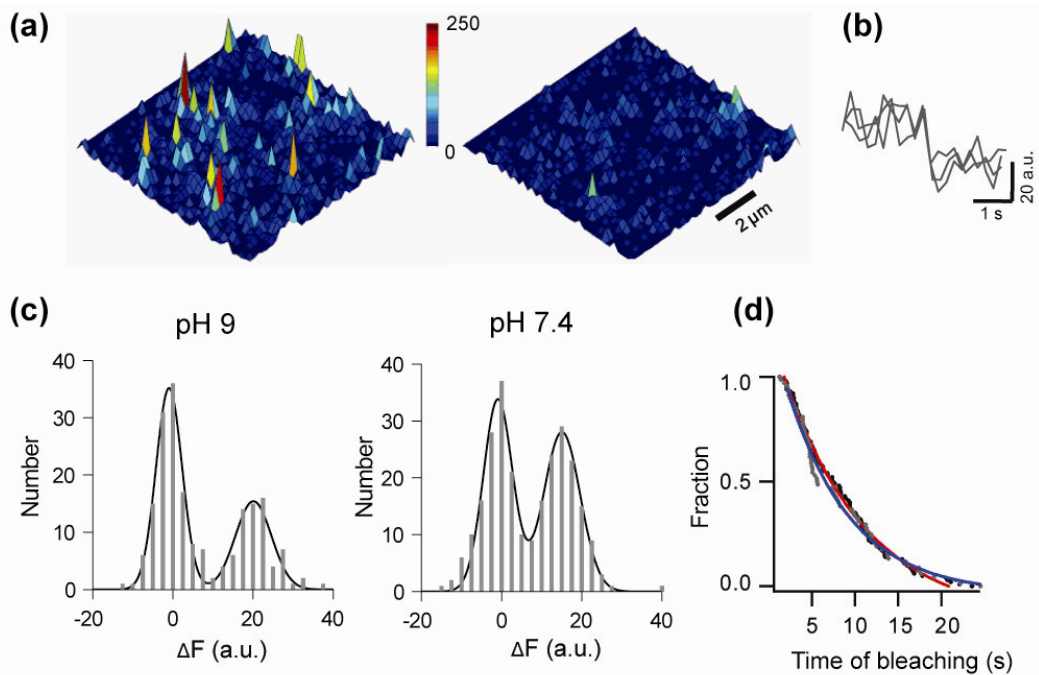 (a)
250
0
2 µm
(b)
20 a.u.
1 s
(c)
pH 9
40
30
20
10
0
Number
-20
0
20
40
ΔF (a.u.)
pH 7.4
40
30
20
10
0
Number
-20
0
20
40
ΔF (a.u.)
(d)
1.0
0.5
0.0
Fraction
5
10
15
20
Time of bleaching (s)